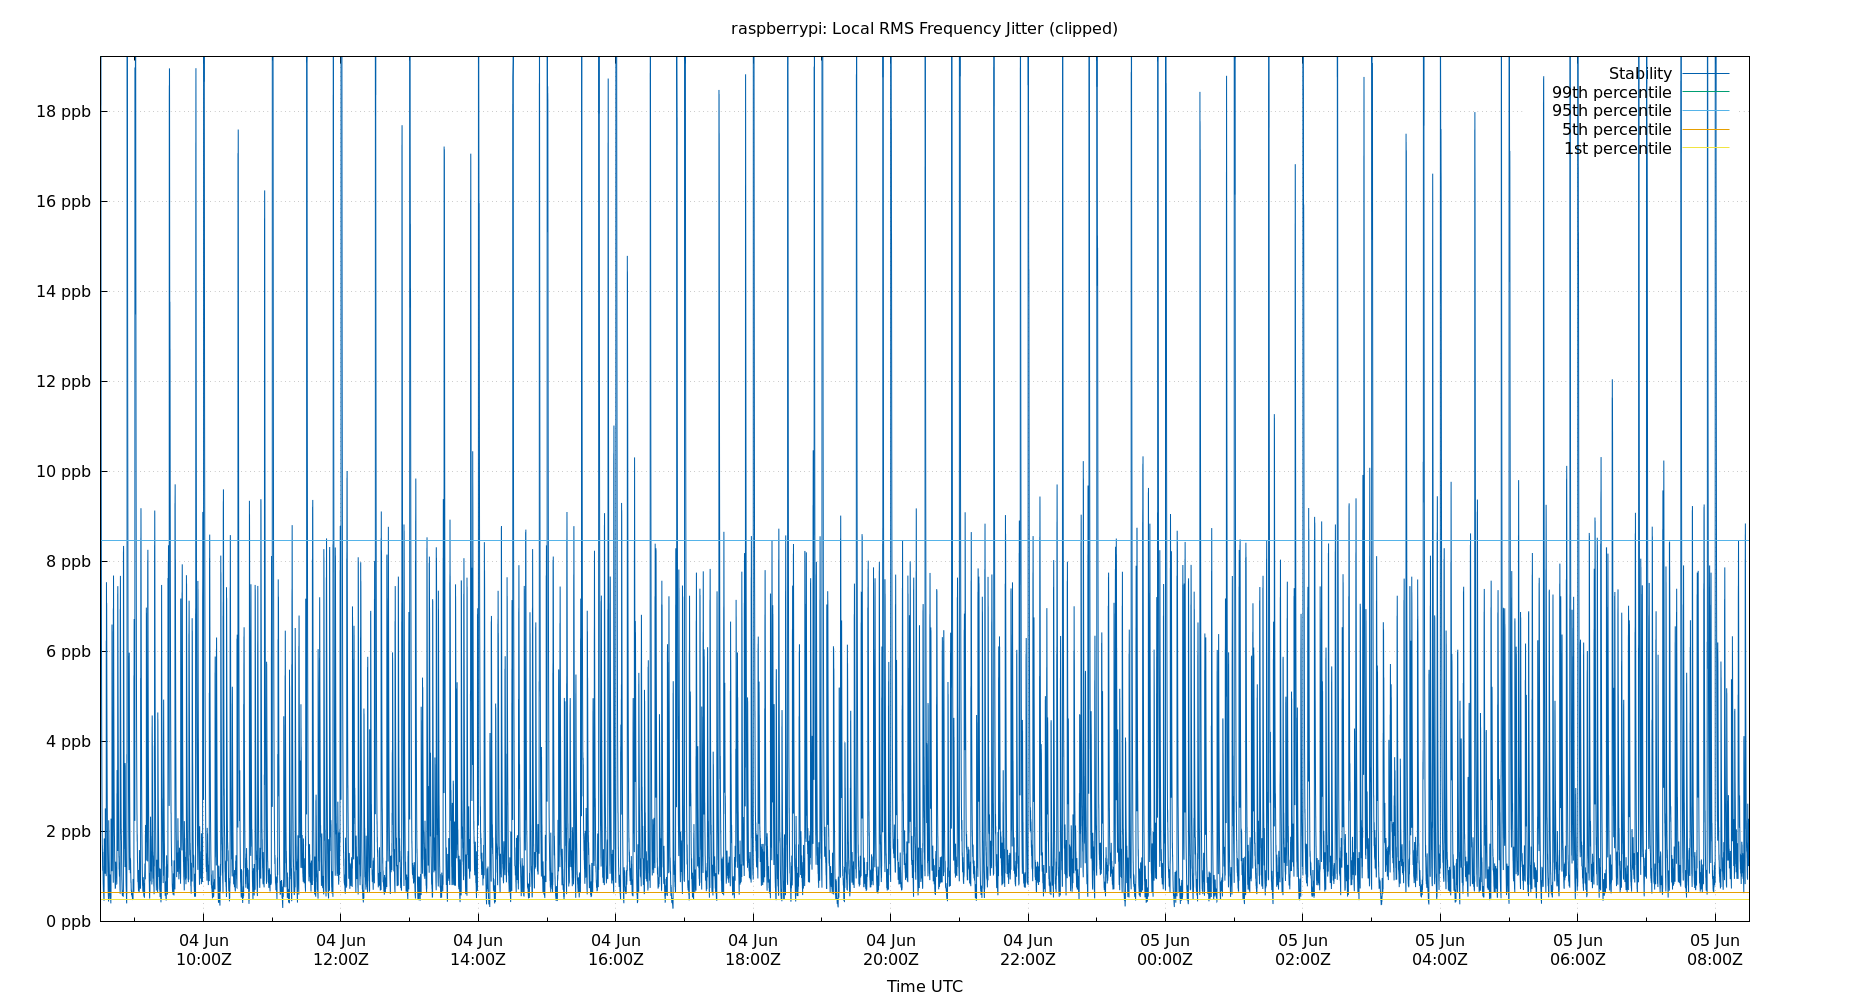 raspberrypi: Local RMS Frequency Jitter (clipped)
Stability
99th percentile
95th percentile
5th percentile
1st percentile
18 ppb
16 ppb
14 ppb
12 ppb
10 ppb
8 ppb
6 ppb
4 ppb
2 ppb
0 ppb
04 Jun 04 Jun 04 Jun 04 Jun 04 Jun 04 Jun 04 Jun 05 Jun 05 Jun 05 Jun 05 Jun 05 Jun
10:00Z 12:00Z 14:00Z 16:00Z 18:00Z 20:00Z 22:00Z 00:00Z 02:00Z 04:00Z 06:00Z 08:00Z
Time UTC